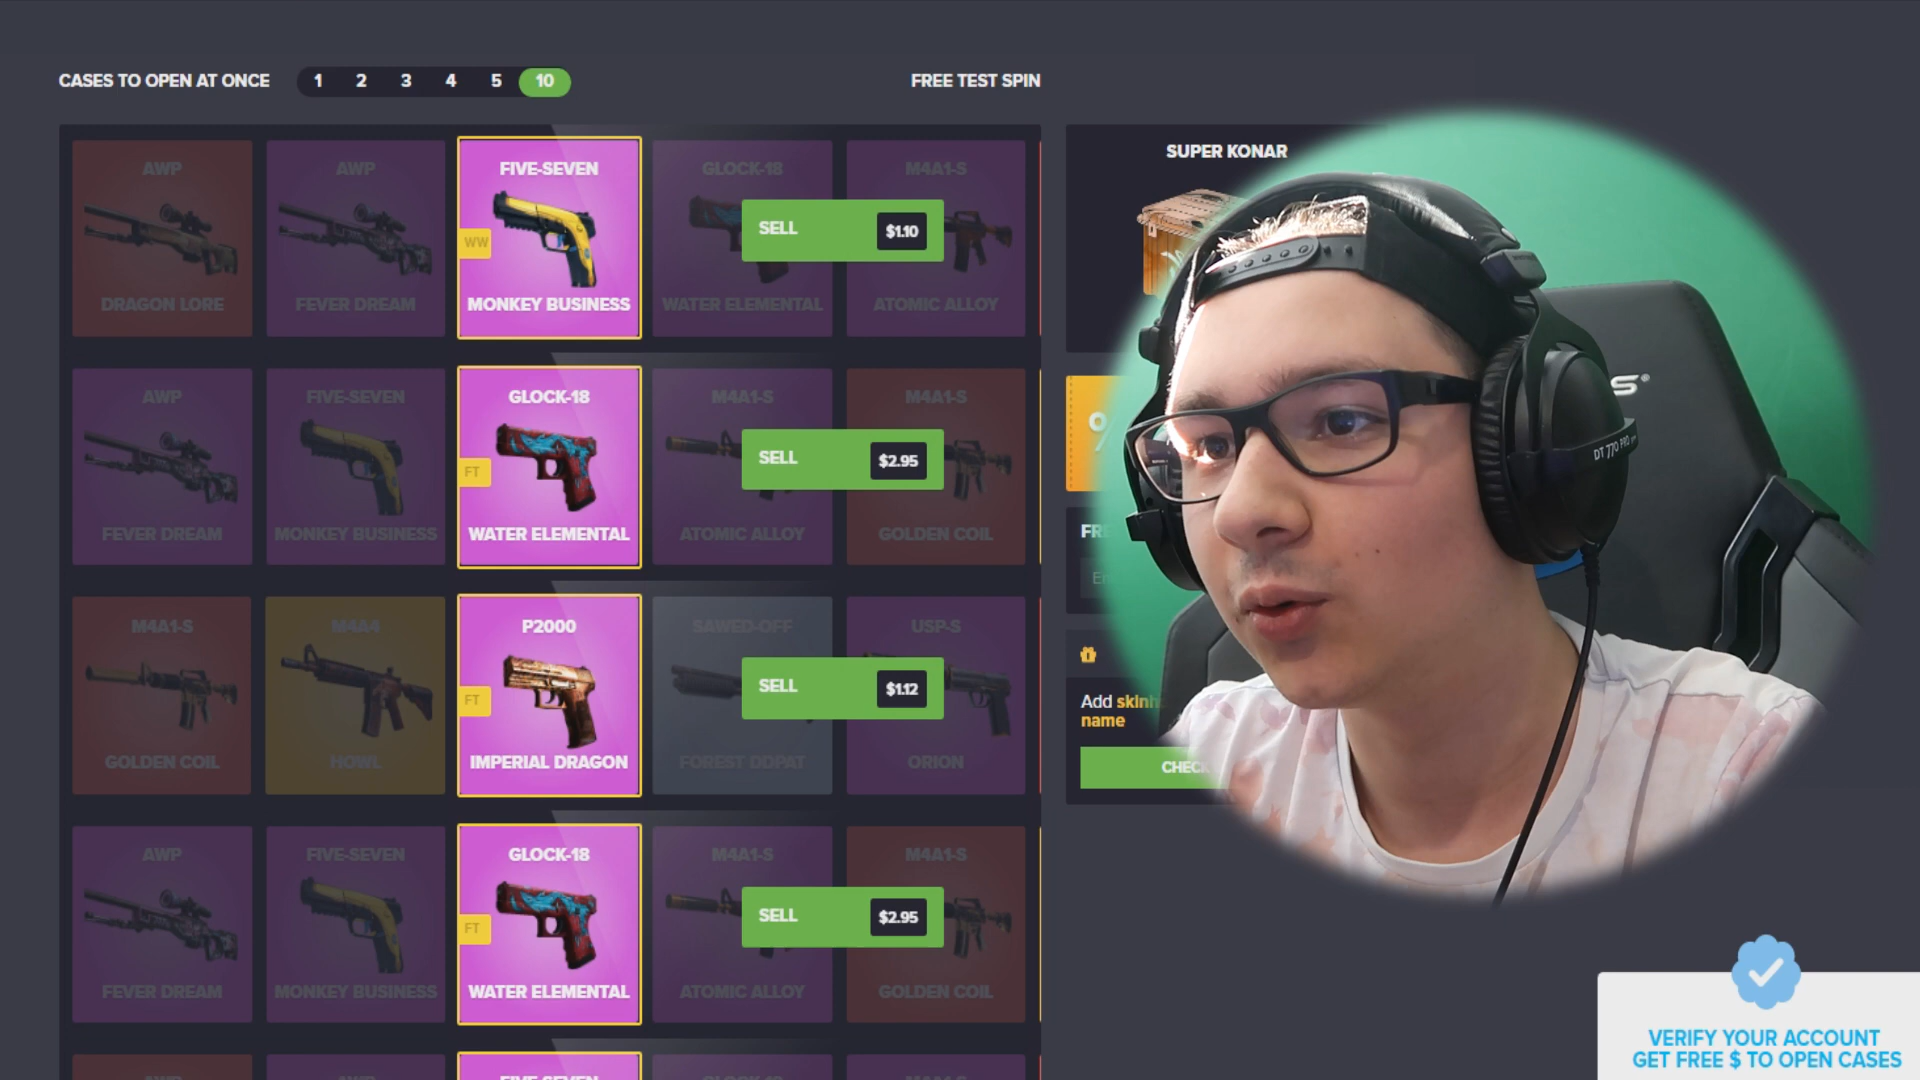 CASES TO OPEN AT ONCE 1 2 3 4 5 10 FREE TEST SPIN
SUPER KONAR
AWP AWP FIVE-SEVEN GLOCK-18 M4A1-S
SELL $1.10
WW
DRAGON LORE FEVER DREAM MONKEY BUSINESS WATER ELEMENTAL ATOMIC ALLOY
AWP FIVE-SEVEN GLOCK-18 M4A1-S M4A1-S
%
SELL $2.95
FT
FEVER DREAM MONKEY BUSINESS WATER ELEMENTAL ATOMIC ALLOY GOLDEN COIL
DT 770 PRO
M4A1-S M4A4 P2000 SAWED-OFF USP-S
SELL $1.12
FT
Add
name
GOLDEN COIL HOWL IMPERIAL DRAGON FOREST DDPAT ORION
AWP FIVE-SEVEN GLOCK-18 M4A1-S M4A1-S
SELL $2.95
FT
FEVER DREAM MONKEY BUSINESS WATER ELEMENTAL ATOMIC ALLOY GOLDEN COIL
VERIFY YOUR ACCOUNT
GET FREE $ TO OPEN CASES